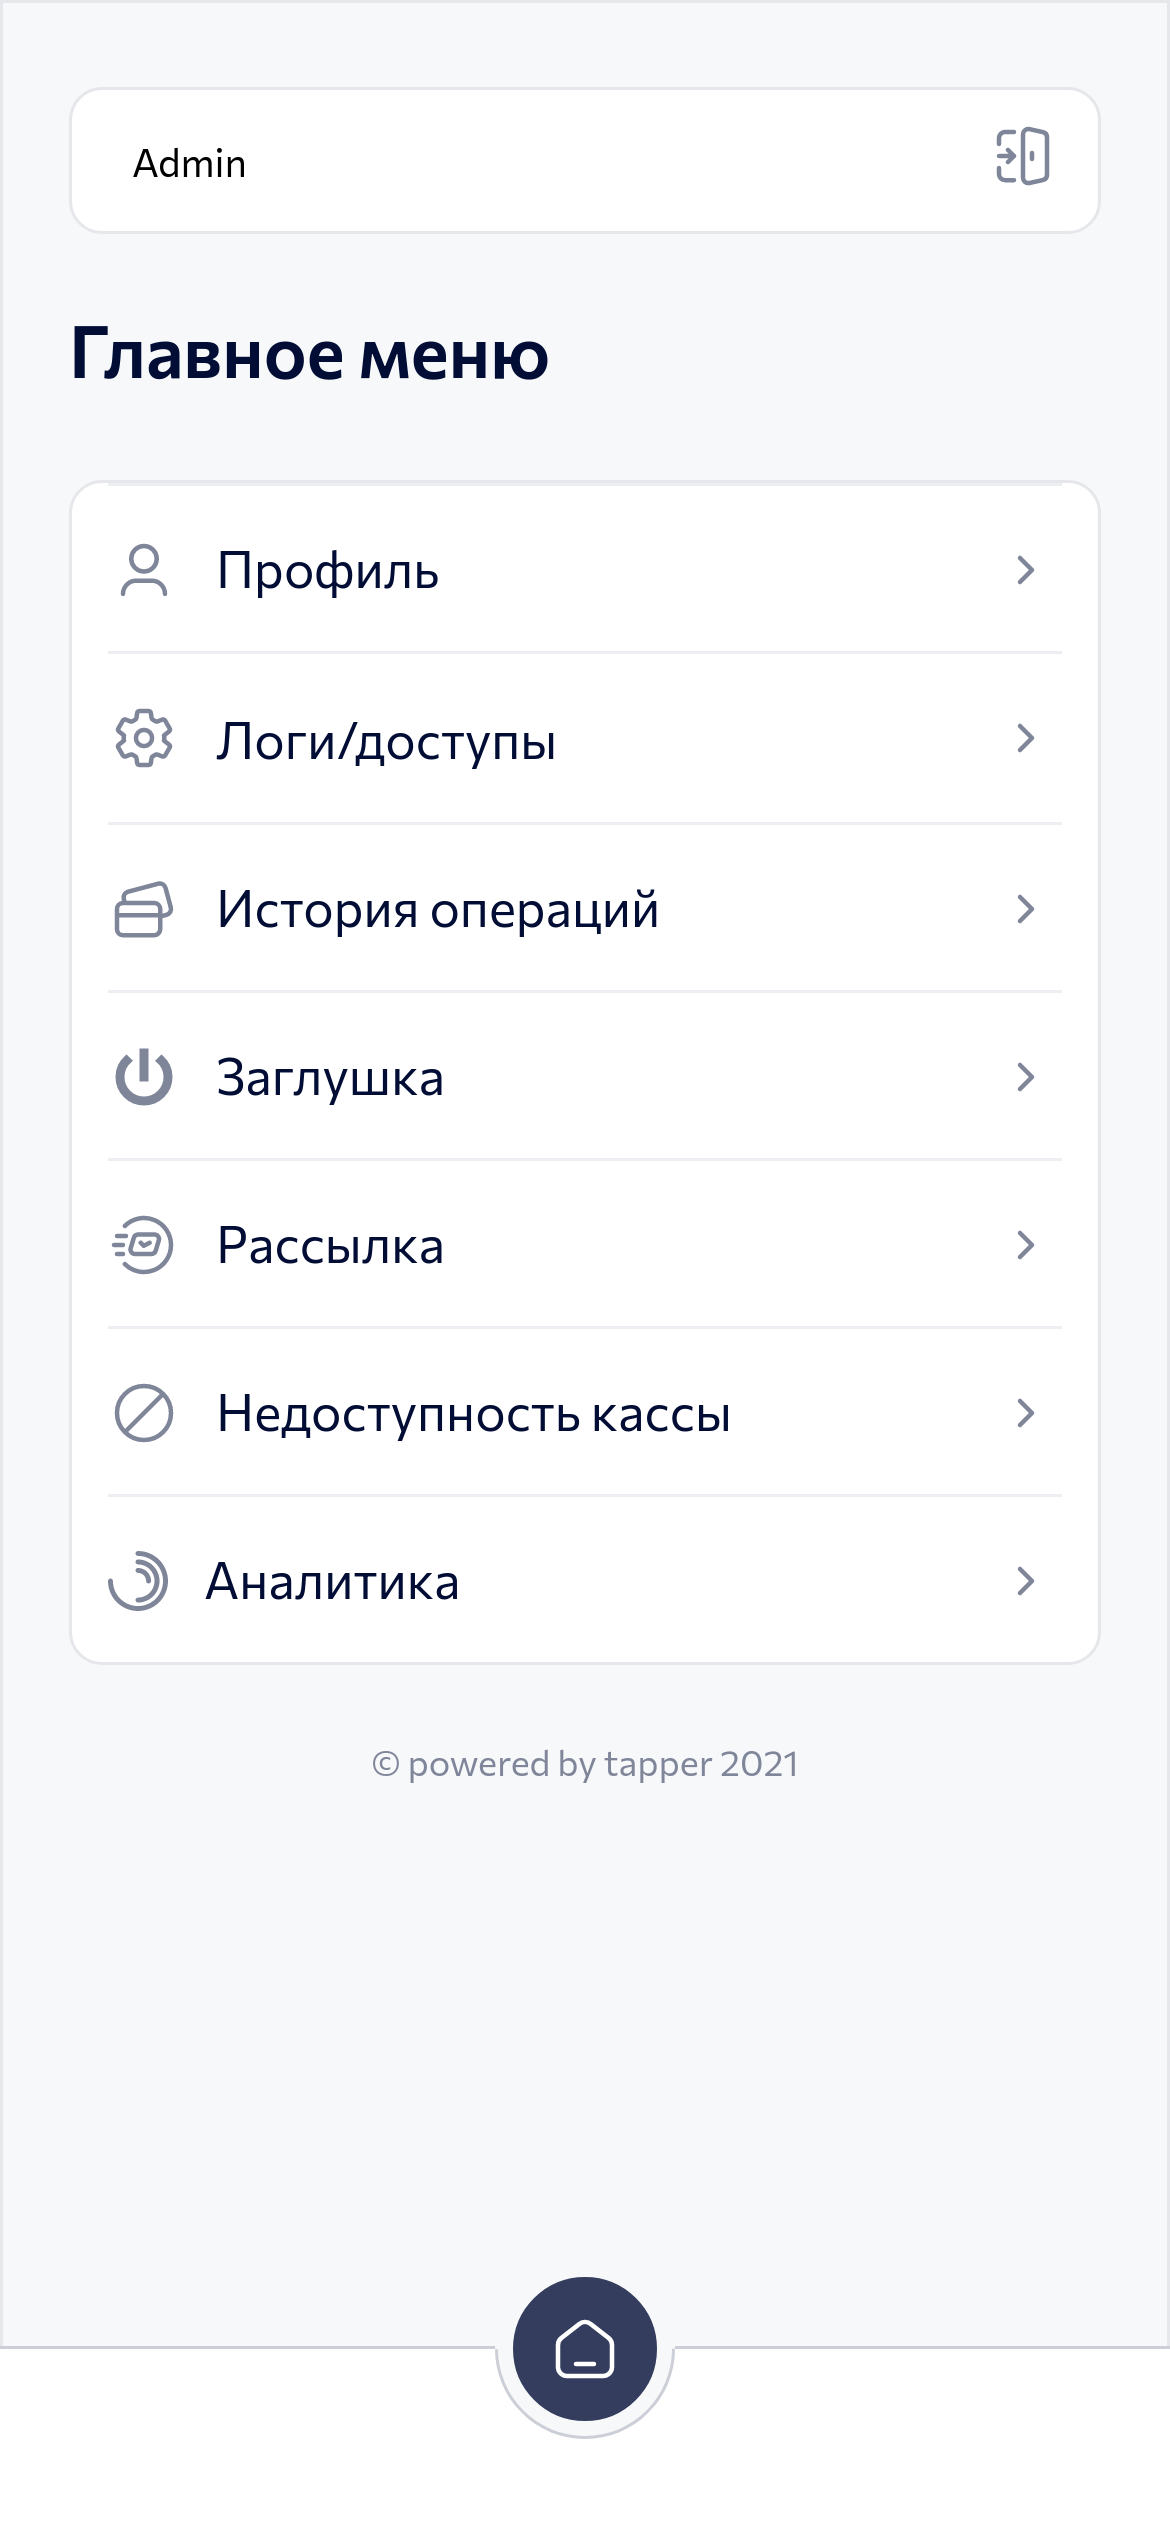 Admin
Главное меню
Профиль
Логи/доступы
История операций
Заглушка
Рассылка
Недоступность кассы
Аналитика
© powered by tapper 2021